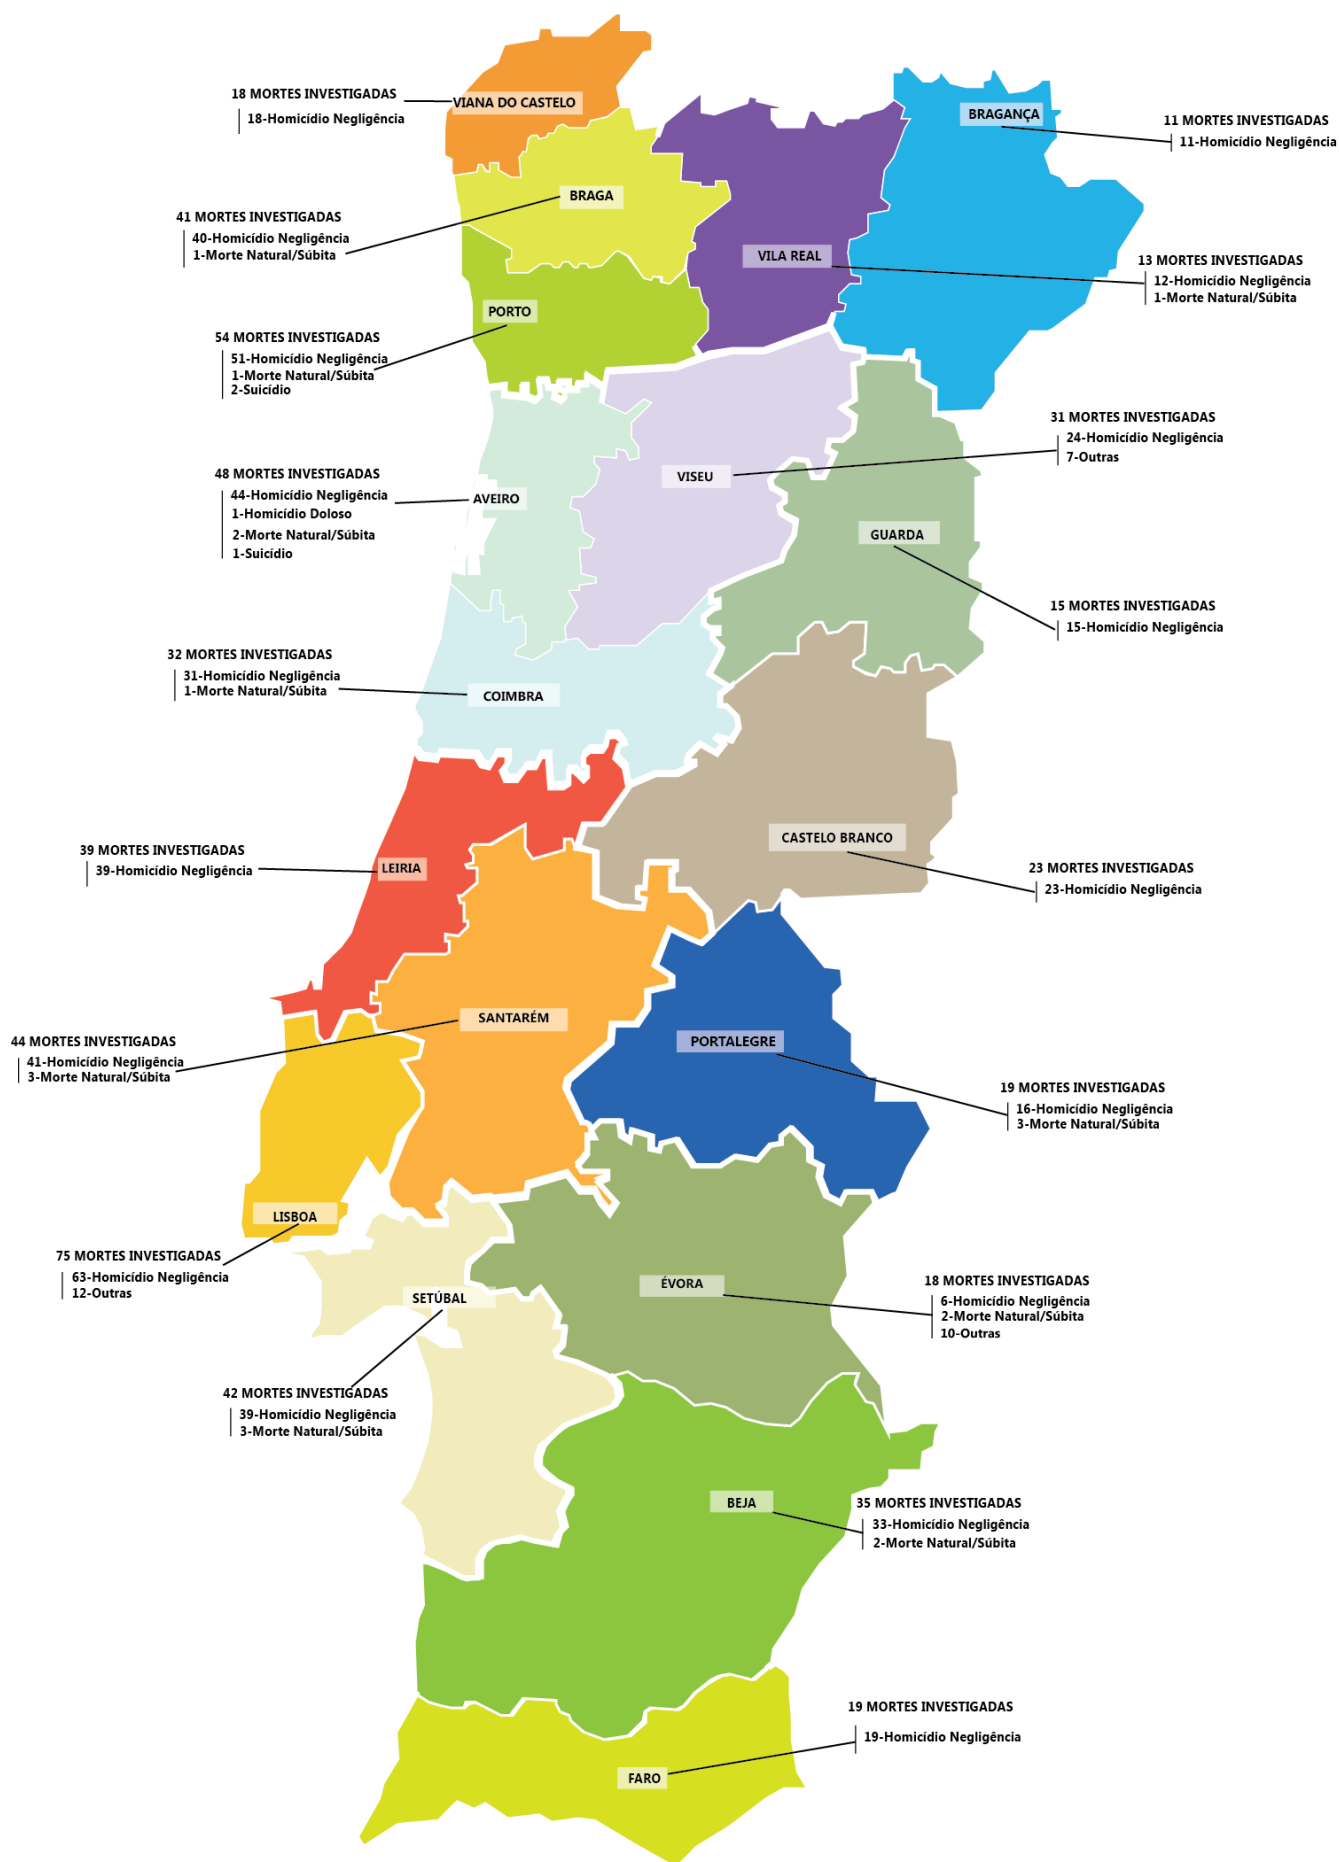 18 MORTES INVESTIGADAS
18-Homicídio Negligência
VIANA DO CASTELO
BRAGANÇA
11 MORTES INVESTIGADAS
11-Homicídio Negligência
BRAGA
41 MORTES INVESTIGADAS
40-Homicídio Negligência
1-Morte Natural/Súbita
VILA REAL
13 MORTES INVESTIGADAS
12-Homicídio Negligência
1-Morte Natural/Súbita
PORTO
54 MORTES INVESTIGADAS
51-Homicídio Negligência
1-Morte Natural/Súbita
2-Suicídio
31 MORTES INVESTIGADAS
24-Homicídio Negligência
7-Outras
VISEU
48 MORTES INVESTIGADAS
44-Homicídio Negligência
1-Homicídio Doloso
2-Morte Natural/Súbita
1-Suicídio
AVEIRO
GUARDA
15 MORTES INVESTIGADAS
15-Homicídio Negligência
32 MORTES INVESTIGADAS
31-Homicídio Negligência
1-Morte Natural/Súbita
COIMBRA
CASTELO BRANCO
39 MORTES INVESTIGADAS
39-Homicídio Negligência
LEIRIA
23 MORTES INVESTIGADAS
23-Homicídio Negligência
SANTARÉM
44 MORTES INVESTIGADAS
41-Homicídio Negligência
3-Morte Natural/Súbita
PORTALEGRE
19 MORTES INVESTIGADAS
16-Homicídio Negligência
3-Morte Natural/Súbita
LISBOA
75 MORTES INVESTIGADAS
63-Homicídio Negligência
12-Outras
ÉVORA
18 MORTES INVESTIGADAS
6-Homicídio Negligência
2-Morte Natural/Súbita
10-Outras
SETÚBAL
42 MORTES INVESTIGADAS
39-Homicídio Negligência
3-Morte Natural/Súbita
BEJA
35 MORTES INVESTIGADAS
33-Homicídio Negligência
2-Morte Natural/Súbita
19 MORTES INVESTIGADAS
19-Homicídio Negligência
FARO